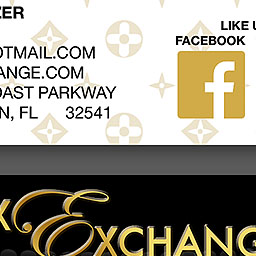 ZER
LIKE U
FACEBOOK
OTMAIL.COM
ANGE.COM
OAST PARKWAY
N, FL 32541
X EXCHANG